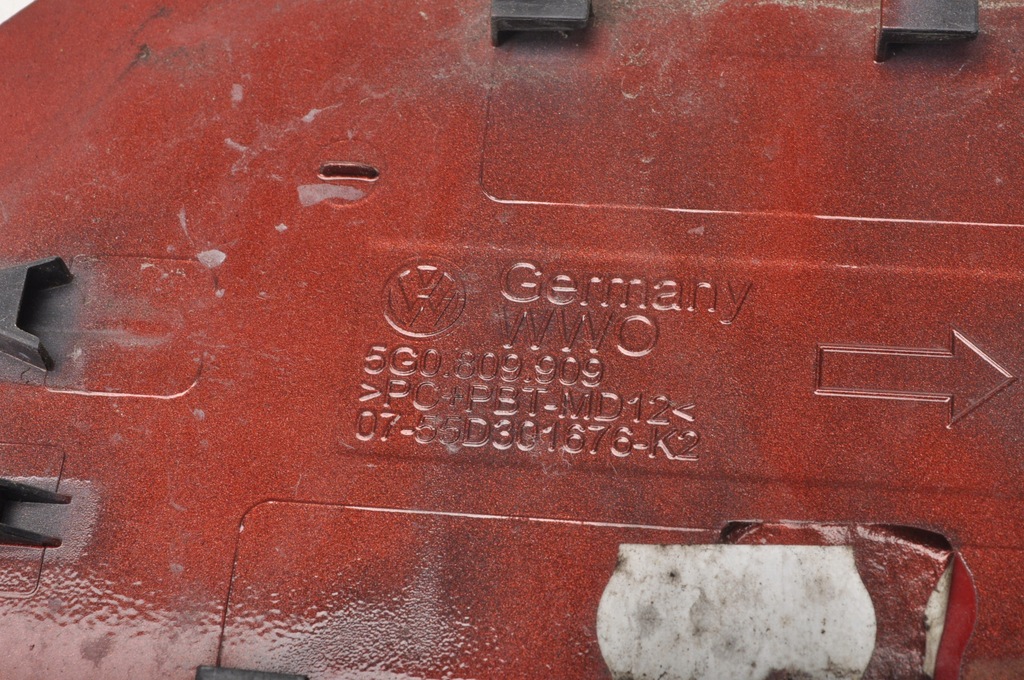 Germany
WWO
5G0.809.909
>PC+PBT-MD12<
07-55D301676-K2